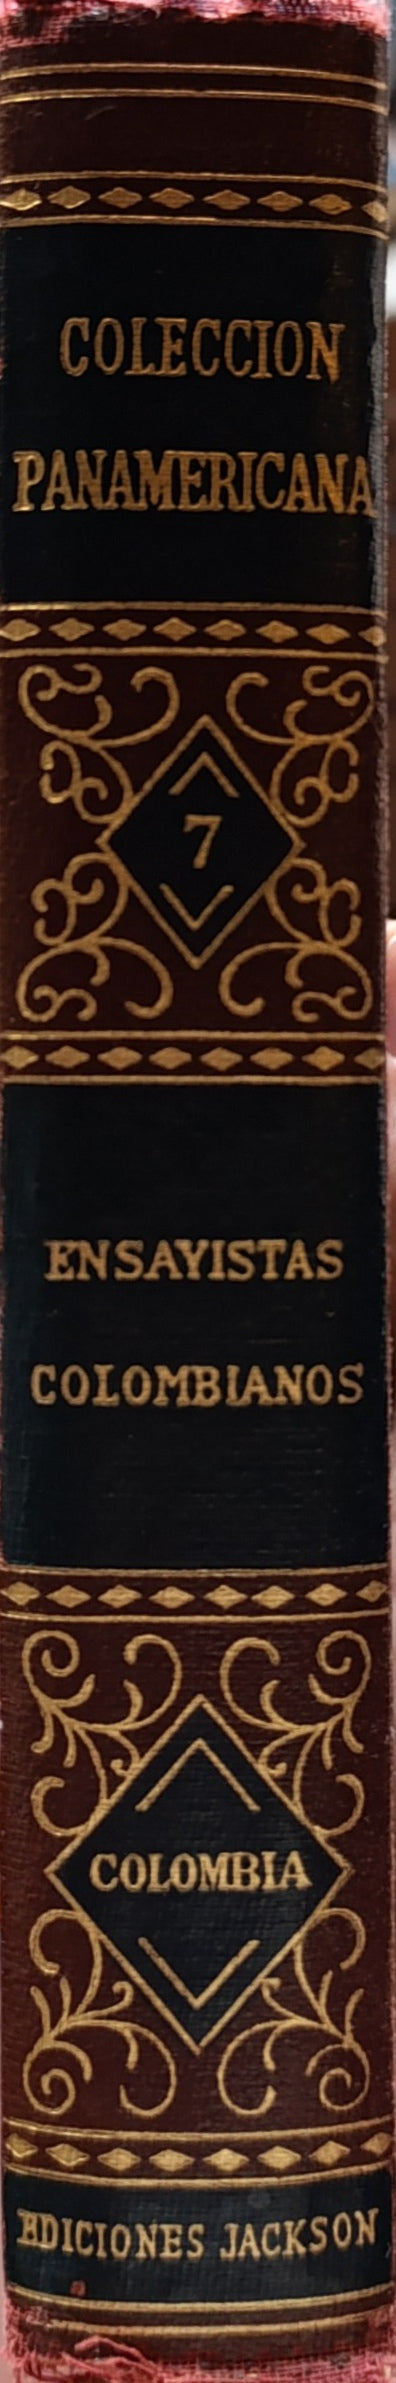 COLECCION
PANAMERICANA
7
ENSAYISTAS
COLOMBIANOS
COLOMBIA
EDICIONES JACKSON